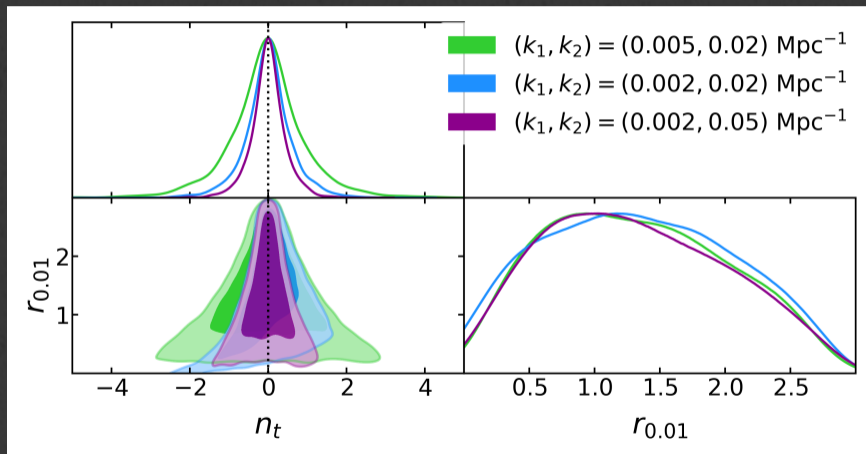 (k₁, k₂) = (0.005, 0.02) Mpc⁻¹
(k₁, k₂) = (0.002, 0.02) Mpc⁻¹
(k₁, k₂) = (0.002, 0.05) Mpc⁻¹
r₀.₀₁
2
1
−4 −2 0 2 4
0.5 1.0 1.5 2.0 2.5
nₜ
r₀.₀₁